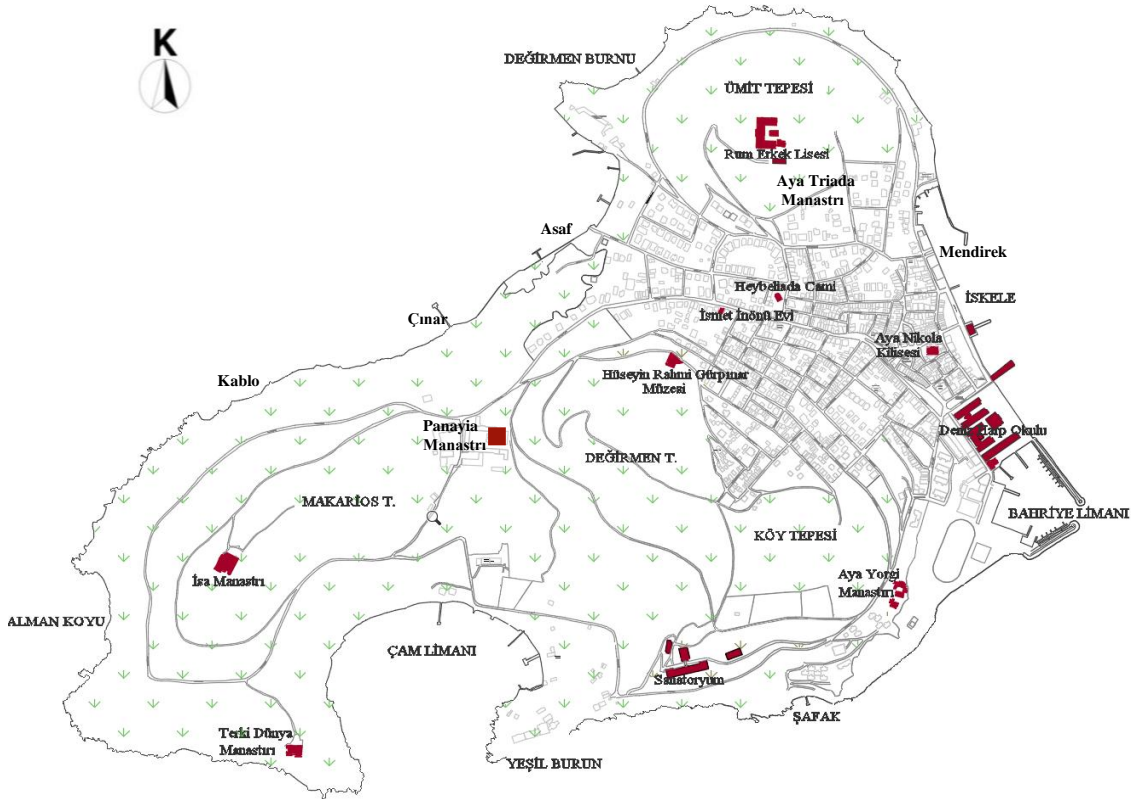 K
DEĞİRMEN BURNU
ÜMİT TEPESİ
Rum Erkek Lisesi
Aya Triada
Manastrı
Asaf
Mendirek
Heybeliada Cami
İSKELE
İsmet İnönü Evi
Çınar
Aya Nikola
Kilisesi
Hüseyin Rahmi Gürpınar
Müzesi
Kablo
Panayia
Manastrı
Deniz Harp Okulu
DEĞİRMEN T.
MAKARİOS T.
BAHRİYE LİMANI
KÖY TEPESİ
İsa Manastrı
Aya Yorgi
Manastırı
ALMAN KOYU
ÇAM LİMANI
Sanatoryum
ŞAFAK
Terki Dünya
Manastırı
YEŞİL BURUN